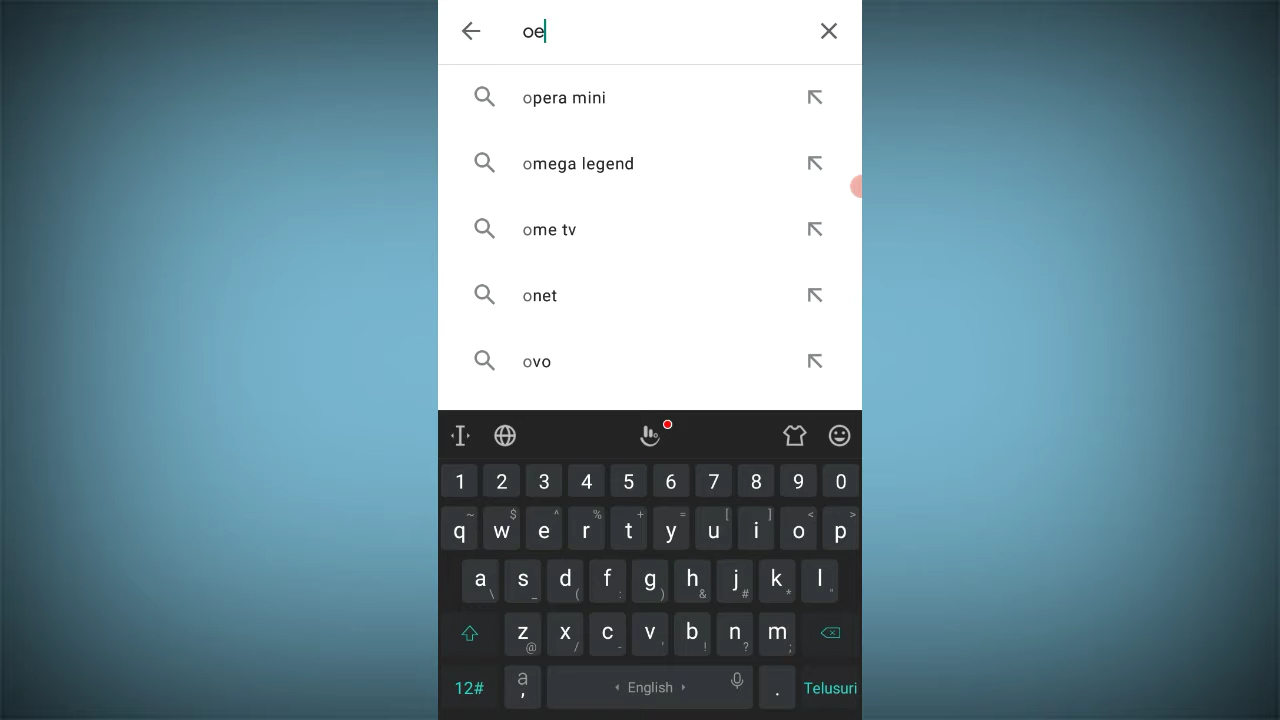 oe
opera mini
omega legend
ome tv
onet
ovo
1 2 3 4 5 6 7 8 9 0
~ $ ^ % + = [ ] < >
q w e r t y u i o p
a s d f g h j k l
\ _ ( : ) & # * "
z x c v b n m
@ / - ' ! ? ;
12# a , English . Telusuri